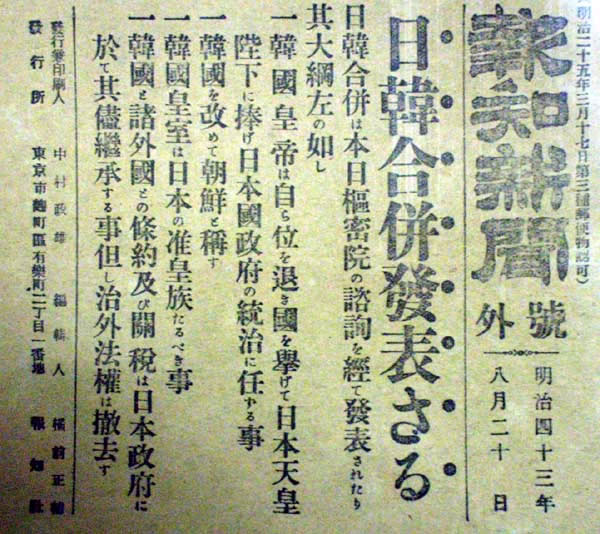 明治二十五年三月十七日第三種郵便物認可)
報知新聞
號外
明治四十三年
八月二十日
日韓合併發表さる
日韓合併は本日樞密院の諮詢を經て發表されたり
其大綱左の如し
一韓國皇帝は自ら位を退き國を擧げて日本天皇
陛下に捧げ日本國政府の統治に任する事
一韓國を改めて朝鮮と稱す
一韓國皇室は日本の准皇族たるべき事
一韓國と諸外國との條約及び關税は日本政府に
於て其儘繼承する事但し治外法權は撤去す
發行兼印刷人 中村政雄 編輯人
發行所 東京市麴町區有樂町二丁目一番地 報知社